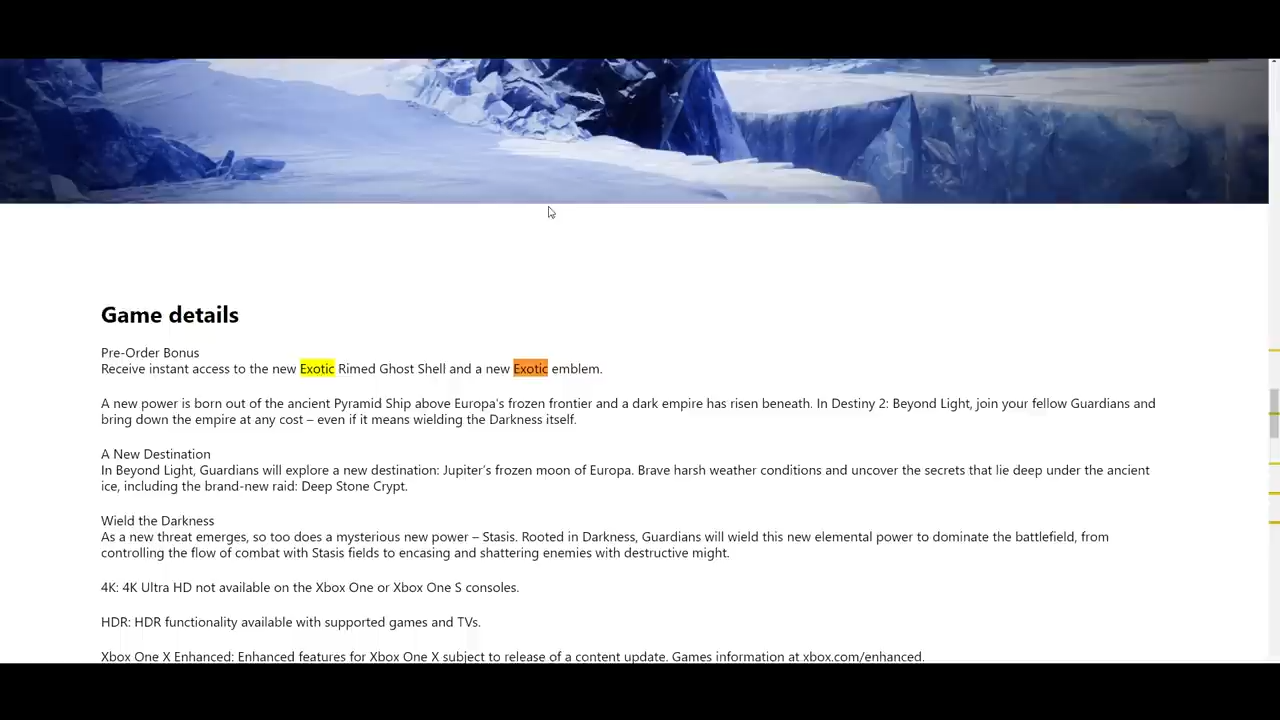 Game details
Pre-Order Bonus
Receive instant access to the new Exotic Rimed Ghost Shell and a new Exotic emblem.
A new power is born out of the ancient Pyramid Ship above Europa's frozen frontier and a dark empire has risen beneath. In Destiny 2: Beyond Light, join your fellow Guardians and
bring down the empire at any cost – even if it means wielding the Darkness itself.
A New Destination
In Beyond Light, Guardians will explore a new destination: Jupiter’s frozen moon of Europa. Brave harsh weather conditions and uncover the secrets that lie deep under the ancient
ice, including the brand-new raid: Deep Stone Crypt.
Wield the Darkness
As a new threat emerges, so too does a mysterious new power – Stasis. Rooted in Darkness, Guardians will wield this new elemental power to dominate the battlefield, from
controlling the flow of combat with Stasis fields to encasing and shattering enemies with destructive might.
4K: 4K Ultra HD not available on the Xbox One or Xbox One S consoles.
HDR: HDR functionality available with supported games and TVs.
Xbox One X Enhanced: Enhanced features for Xbox One X subject to release of a content update. Games information at xbox.com/enhanced.